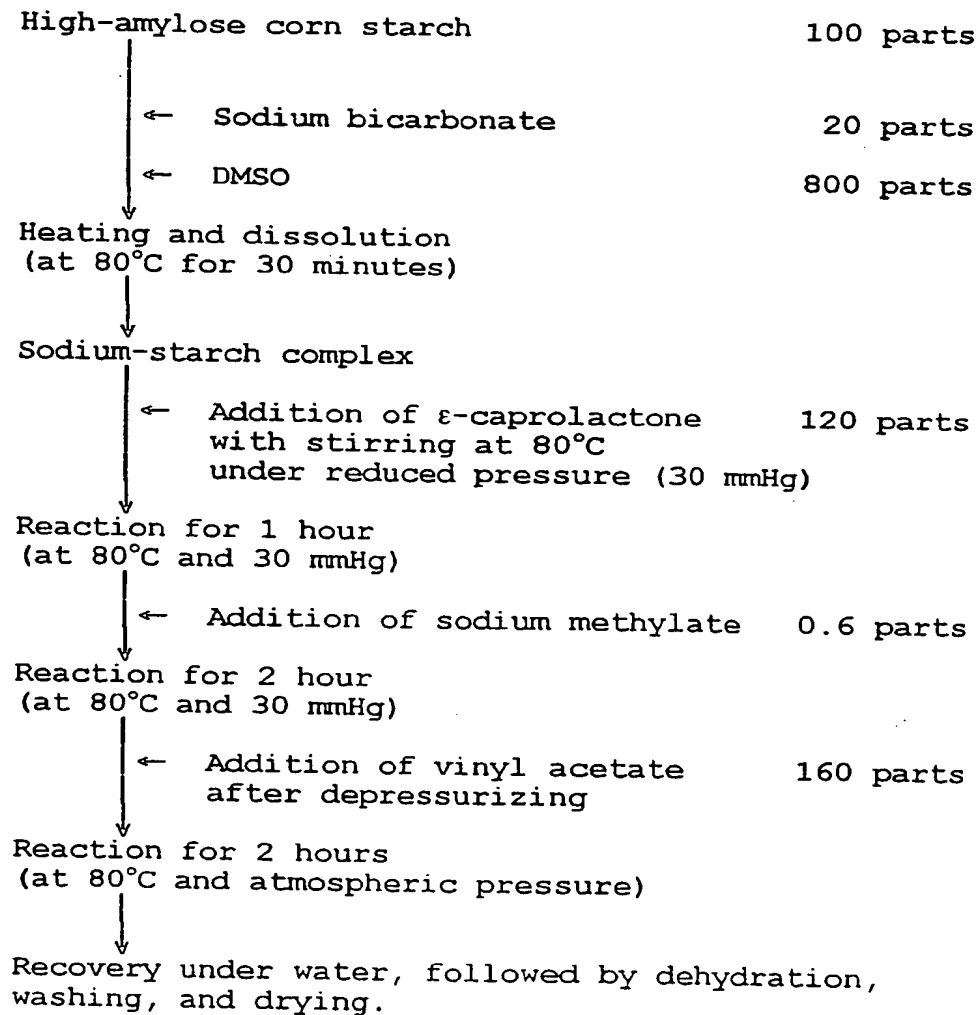 High-amylose corn starch 100 parts
← Sodium bicarbonate 20 parts
← DMSO 800 parts
Heating and dissolution
(at 80°C for 30 minutes)
Sodium-starch complex
← Addition of ε-caprolactone 120 parts
with stirring at 80°C
under reduced pressure (30 mmHg)
Reaction for 1 hour
(at 80°C and 30 mmHg)
← Addition of sodium methylate 0.6 parts
Reaction for 2 hour
(at 80°C and 30 mmHg)
← Addition of vinyl acetate 160 parts
after depressurizing
Reaction for 2 hours
(at 80°C and atmospheric pressure)
Recovery under water, followed by dehydration,
washing, and drying.